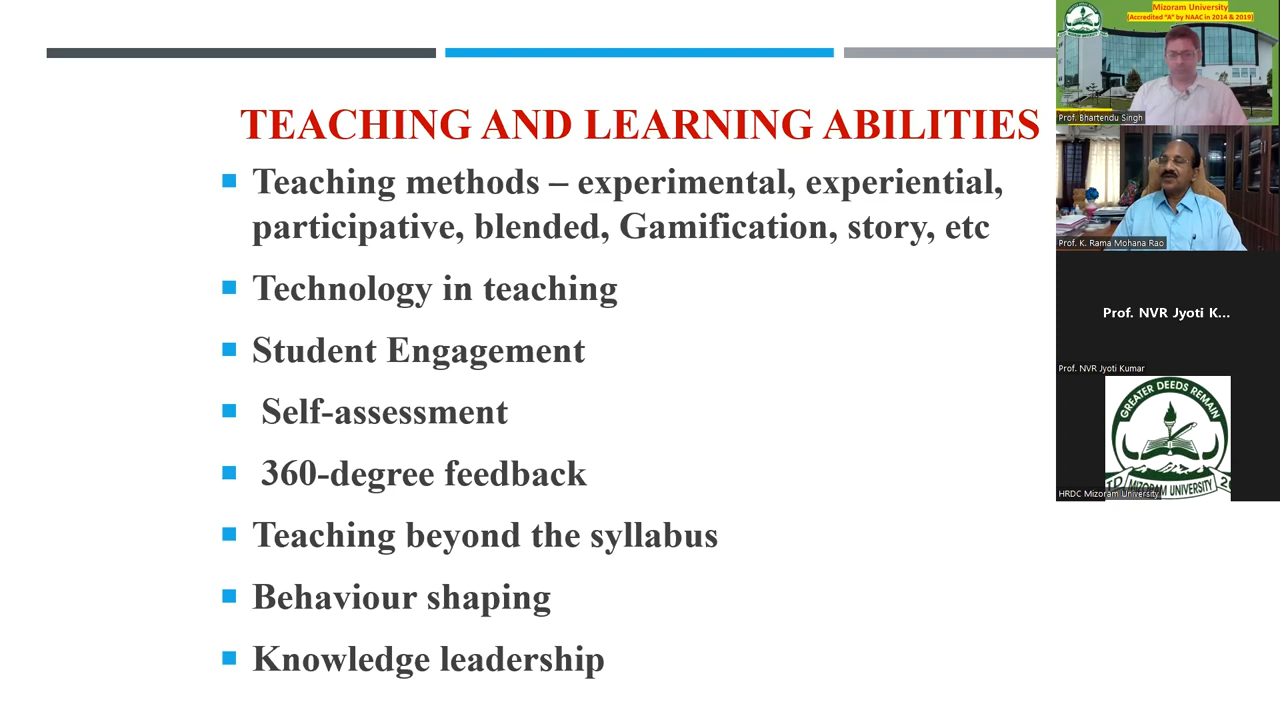 TEACHING AND LEARNING ABILITIES
Teaching methods – experimental, experiential,
participative, blended, Gamification, story, etc
Technology in teaching
Student Engagement
Self-assessment
360-degree feedback
Teaching beyond the syllabus
Behaviour shaping
Knowledge leadership
Mizoram University
(Accredited "A" by NAAC in 2014 & 2019)
Prof. Bhartendu Singh
Prof. K. Rama Mohana Rao
Prof. NVR Jyoti K...
Prof. NVR Jyoti Kumar
GREATER DEEDS REMAIN
MIZORAM UNIVERSITY
HRDC Mizoram University